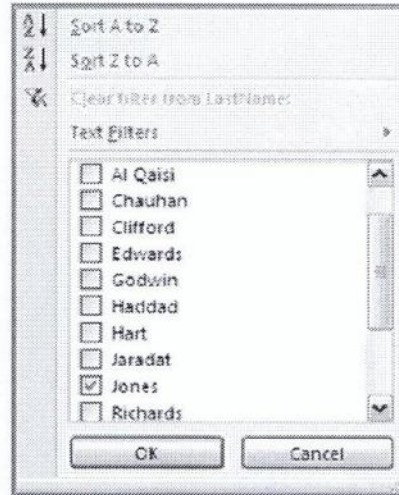 A Z Sort A to Z
Z A Sort Z to A
Clear filter from LastName:
Text Filters
Al Qaisi
Chauhan
Clifford
Edwards
Godwin
Haddad
Hart
Jaradat
Jones
Richards
OK Cancel